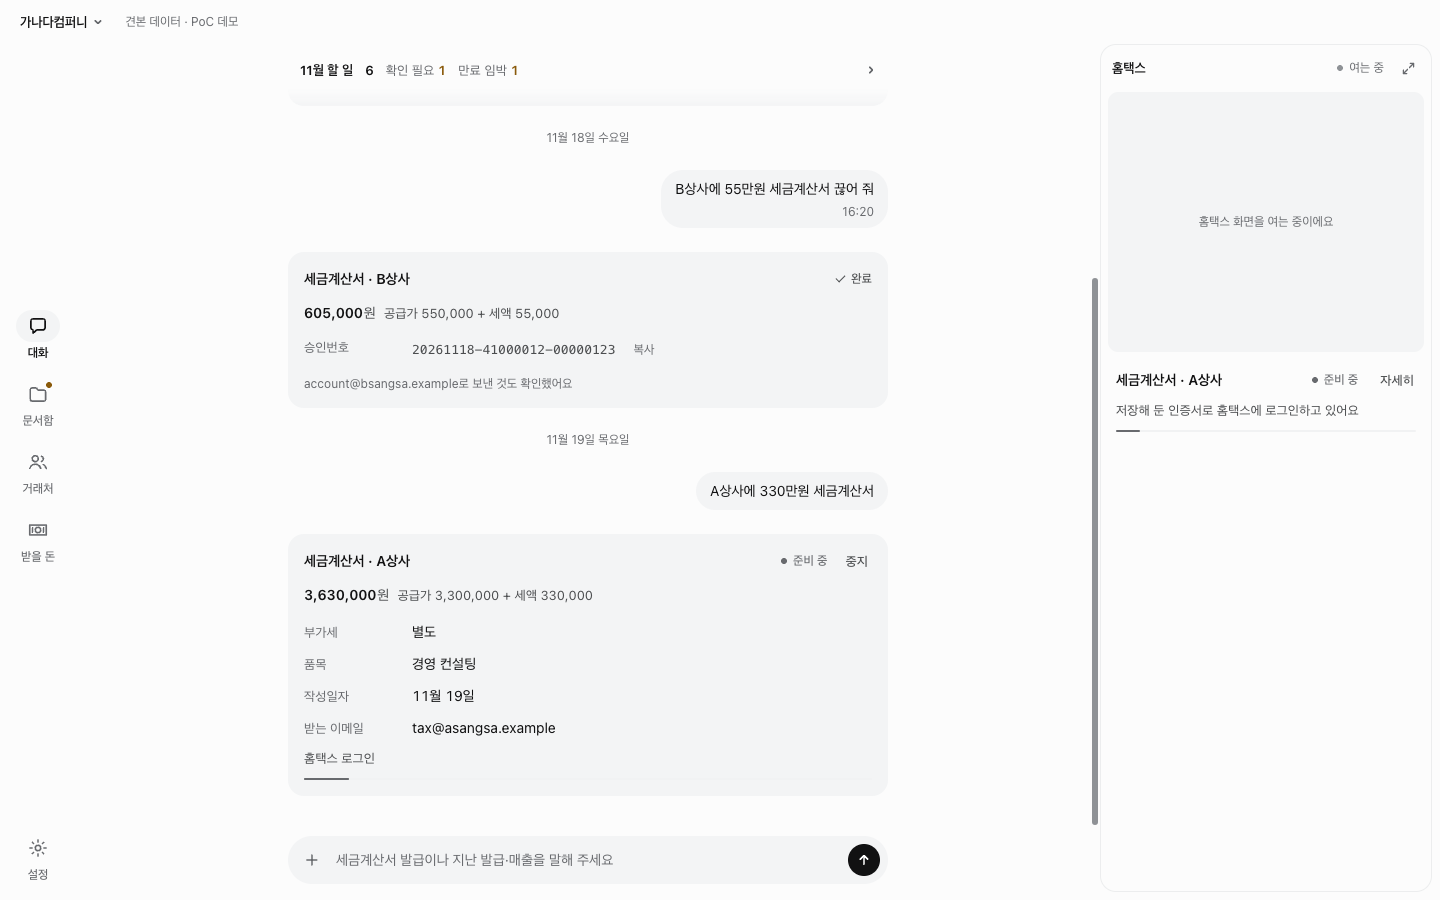 가나다컴퍼니
견본 데이터 · PoC 데모
11월 할 일 6 확인 필요 1 만료 임박 1
11월 18일 수요일
B상사에 55만원 세금계산서 끊어 줘
16:20
세금계산서 · B상사
완료
605,000원 공급가 550,000 + 세액 55,000
승인번호 20261118-41000012-00000123 복사
account@bsangsa.example로 보낸 것도 확인했어요
11월 19일 목요일
A상사에 330만원 세금계산서
세금계산서 · A상사
준비 중 중지
3,630,000원 공급가 3,300,000 + 세액 330,000
부가세 별도
품목 경영 컨설팅
작성일자 11월 19일
받는 이메일 tax@asangsa.example
홈택스 로그인
세금계산서 발급이나 지난 발급·매출을 말해 주세요
대화
문서함
거래처
받을 돈
설정
홈택스
여는 중
홈택스 화면을 여는 중이에요
세금계산서 · A상사
준비 중 자세히
저장해 둔 인증서로 홈택스에 로그인하고 있어요